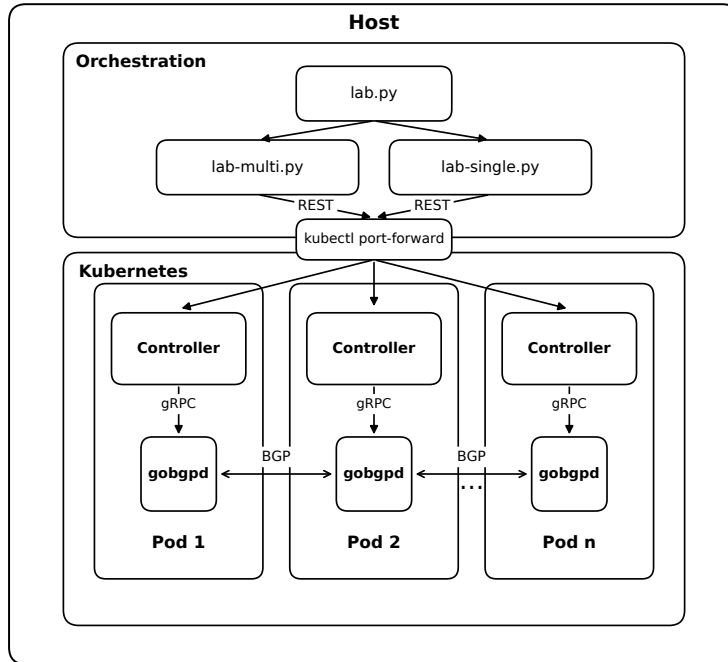 Host
Orchestration
lab.py
lab-multi.py
lab-single.py
REST
REST
kubectl port-forward
Kubernetes
Controller
Controller
Controller
gRPC
gRPC
gRPC
BGP
BGP
gobgpd
gobgpd
gobgpd
...
Pod 1
Pod 2
Pod n